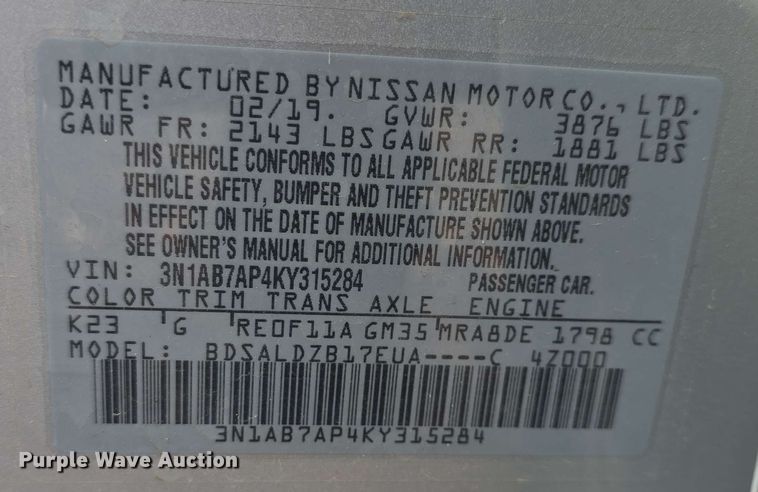 MANUFACTURED BY NISSAN MOTOR CO., LTD.
DATE: 02/19. GVWR: 3876 LBS
GAWR FR: 2143 LBS GAWR RR: 1881 LBS
THIS VEHICLE CONFORMS TO ALL APPLICABLE FEDERAL MOTOR
VEHICLE SAFETY, BUMPER AND THEFT PREVENTION STANDARDS
IN EFFECT ON THE DATE OF MANUFACTURE SHOWN ABOVE.
SEE OWNER'S MANUAL FOR ADDITIONAL INFORMATION.
VIN: 3N1AB7AP4KY315284 PASSENGER CAR.
COLOR TRIM TRANS AXLE ENGINE
K23 'G 'RE0F11A GM35 'MRA8DE 1798 CC
MODEL: BDSALDZB17EUA----C 4Z000
3N1AB7AP4KY315284
Purple Wave Auction